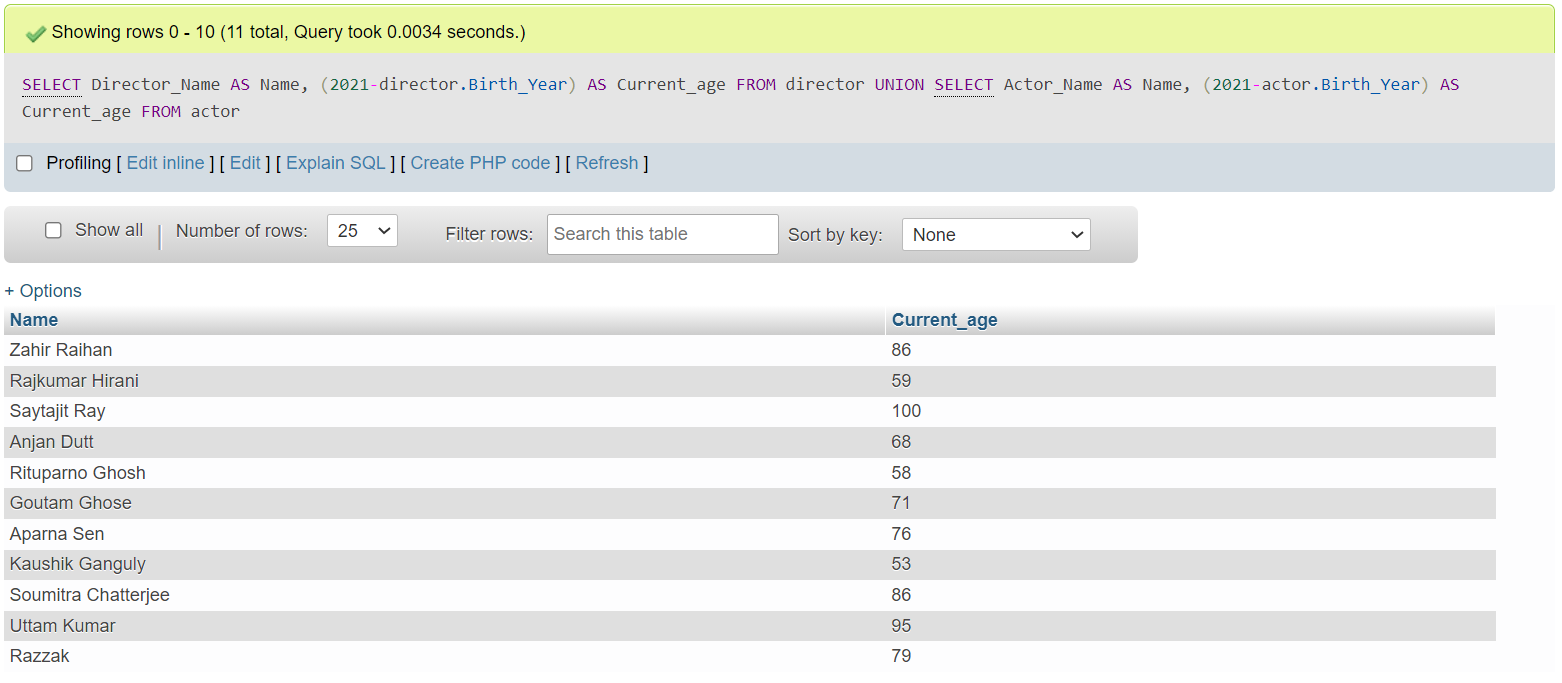 Showing rows 0 - 10 (11 total, Query took 0.0034 seconds.)
SELECT Director_Name AS Name, (2021-director.Birth_Year) AS Current_age FROM director UNION SELECT Actor_Name AS Name, (2021-actor.Birth_Year) AS
Current_age FROM actor
Profiling [ Edit inline ] [ Edit ] [ Explain SQL ] [ Create PHP code ] [ Refresh ]
Show all | Number of rows: 25 Filter rows: Search this table Sort by key: None
+ Options
Name Current_age
Zahir Raihan 86
Rajkumar Hirani 59
Saytajit Ray 100
Anjan Dutt 68
Rituparno Ghosh 58
Goutam Ghose 71
Aparna Sen 76
Kaushik Ganguly 53
Soumitra Chatterjee 86
Uttam Kumar 95
Razzak 79